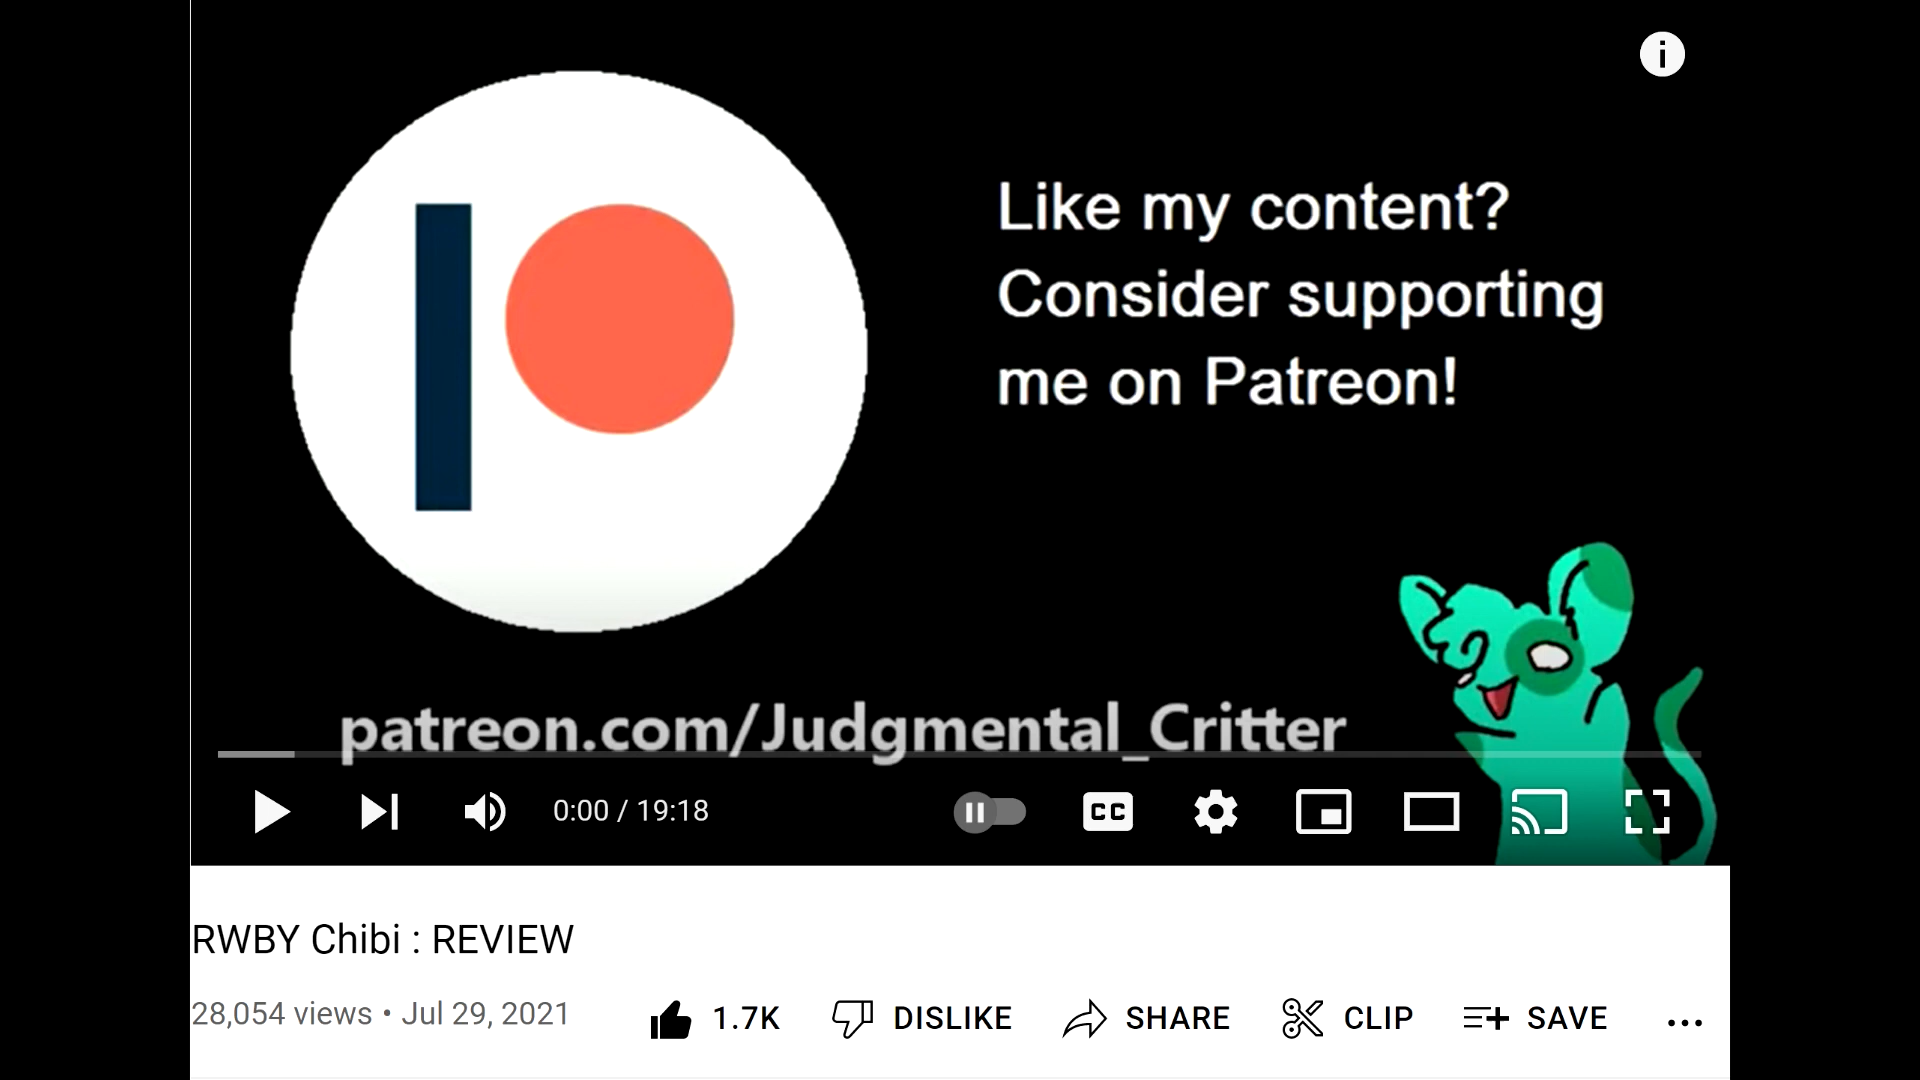 Like my content?
Consider supporting
me on Patreon!
patreon.com/Judgmental_Critter
0:00 / 19:18
CC
RWBY Chibi : REVIEW
28,054 views • Jul 29, 2021
1.7K DISLIKE SHARE CLIP SAVE ...